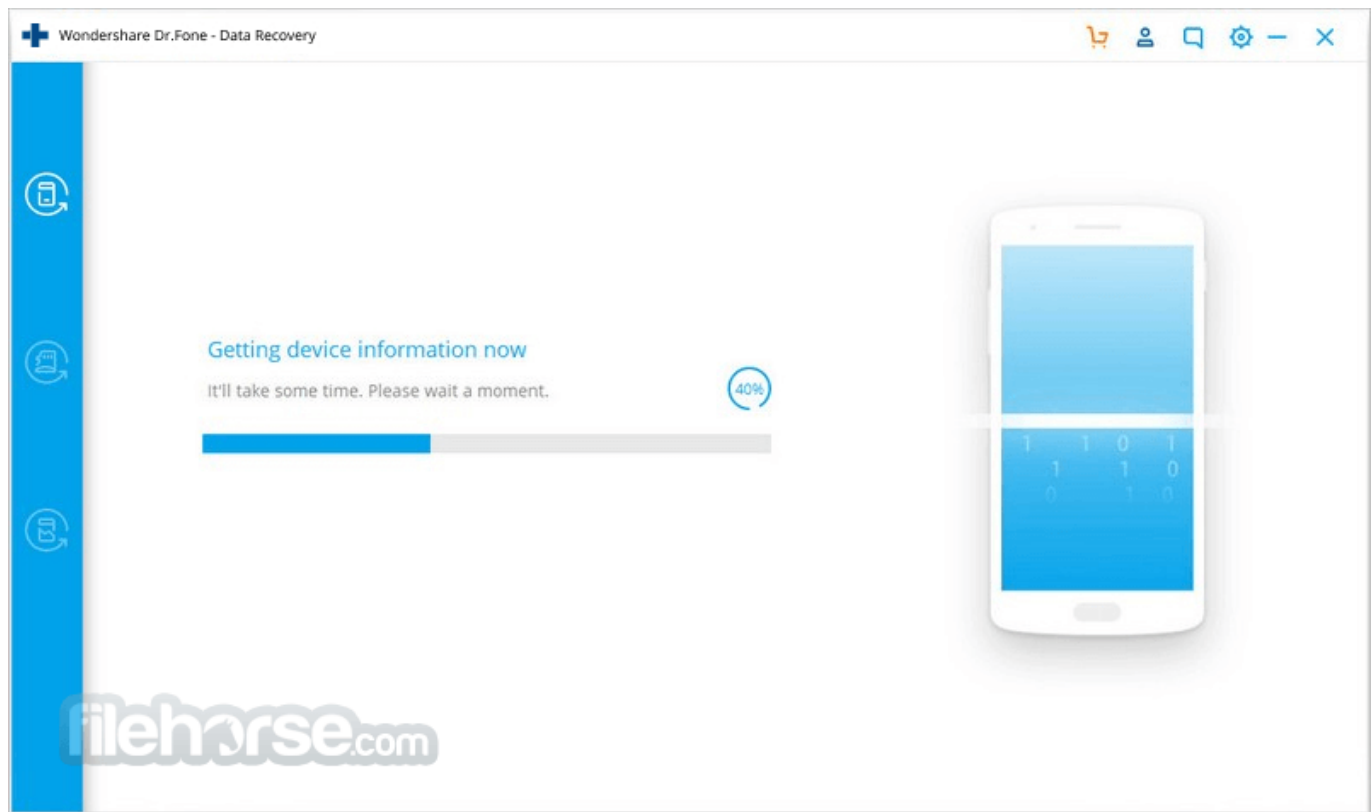 Wondershare Dr.Fone - Data Recovery
Getting device information now
It'll take some time. Please wait a moment.
40%
1 1 0 1
1 1 0
0 1 0
filehorse.com